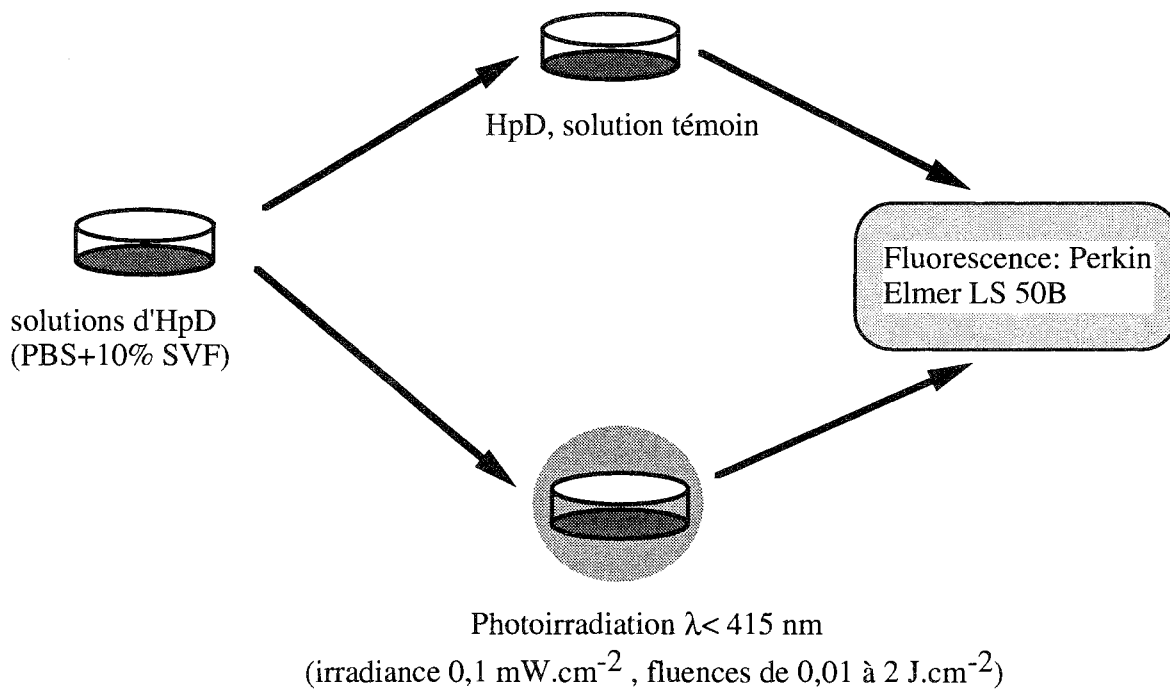 HpD, solution témoin
Fluorescence: Perkin
Elmer LS 50B
solutions d'HpD
(PBS+10% SVF)
Photoirradiation λ< 415 nm
(irradiance 0,1 mW.cm⁻² , fluences de 0,01 à 2 J.cm⁻²)